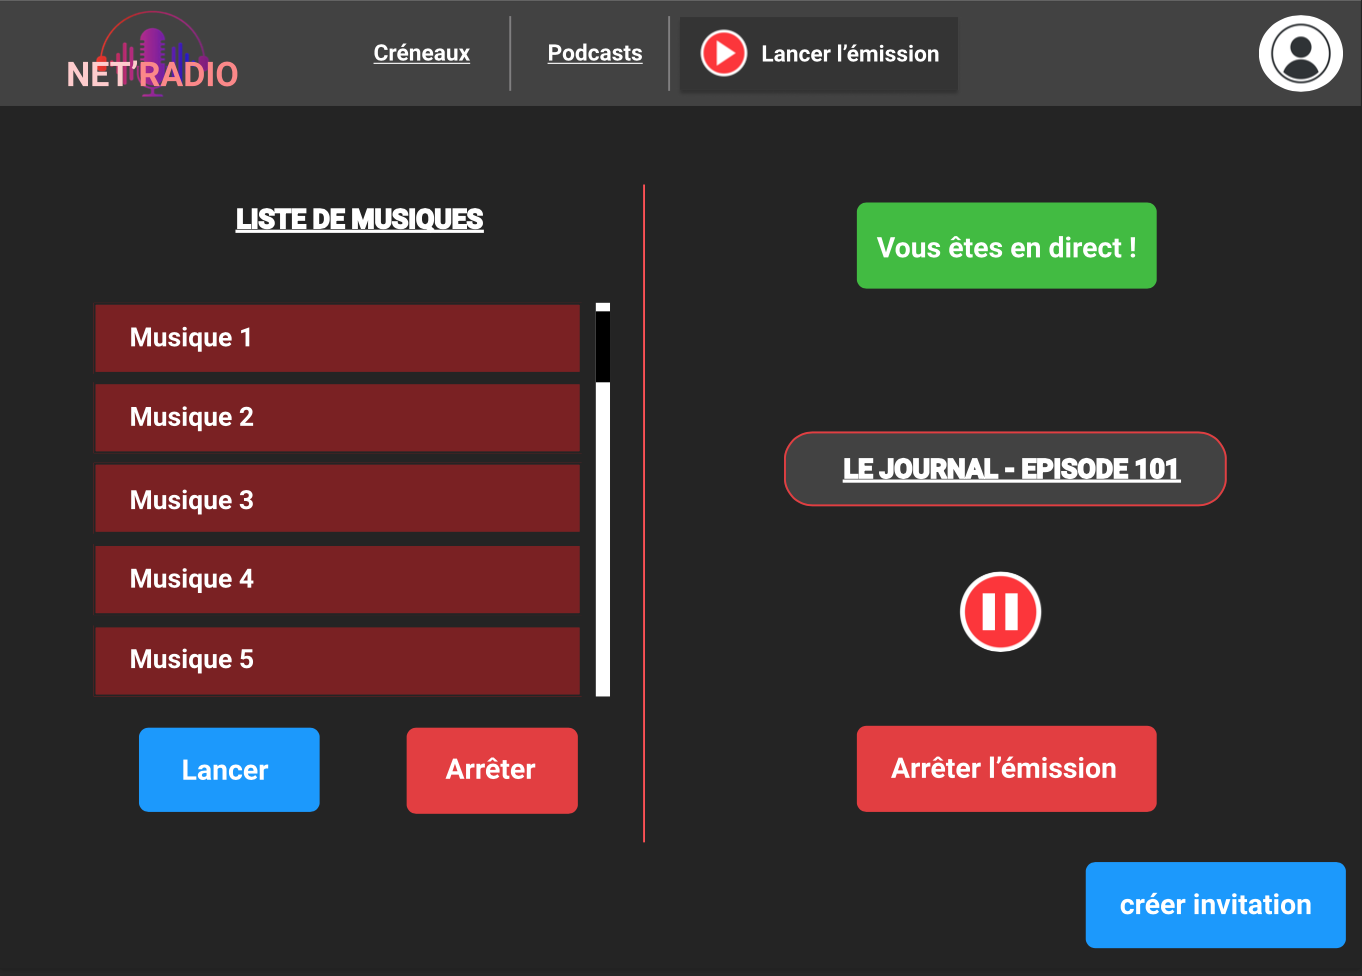 NET’RADIO
Créneaux
Podcasts
Lancer l’émission
LISTE DE MUSIQUES
Musique 1
Musique 2
Musique 3
Musique 4
Musique 5
Lancer
Arrêter
Vous êtes en direct !
LE JOURNAL - EPISODE 101
Arrêter l’émission
créer invitation